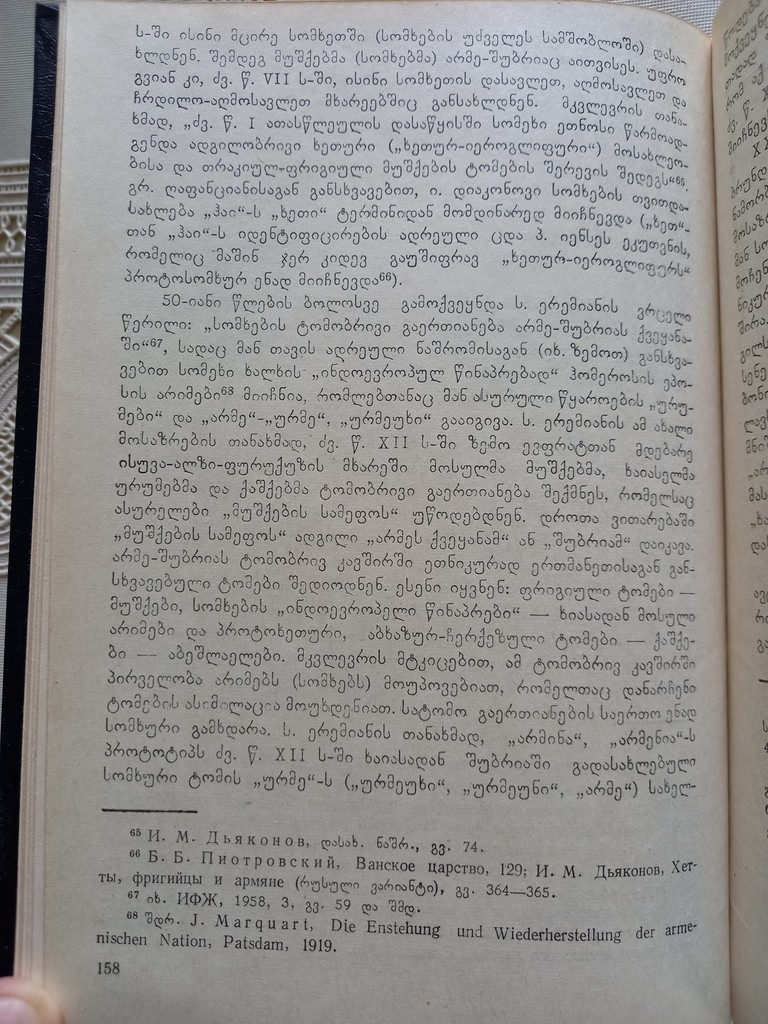 ს-ში ისინი მცირე სომხეთში (სომხების უძველეს სამშობლოში) დასა-
ხლდნენ. შემდეგ მუშქებმა (სომხებმა) არმე-შუბრიაც აითვისეს. უფრო
გვიან კი, ძვ. წ. VII ს-ში, ისინი სომხეთის დასავლეთ, აღმოსავლეთ და
ჩრდილო-აღმოსავლეთ მხარეებშიც განსახლდნენ. მკვლევრის თანა-
ხმად, „ძვ. წ. I ათასწლეულის დასაწყისში სომეხი ეთნოსი წარმოად-
გენდა ადგილობრივი ხეთური („ხეთურ-იეროგლიფური“) მოსახლეო-
ბისა და თრაკიულ-ფრიგიული მუშქების ტომების შერევის შედეგს“⁶⁵.
გრ. ღაფანციანისაგან განსხვავებით, ი. დიაკონოვი სომხების თვითდა-
სახლება „ჰაი“-ს „ხეთი“ ტერმინიდან მომდინარედ მიიჩნევდა („ხეთ“-
თან „ჰაი“-ს იდენტიფიცირების ადრეული ცდა პ. იენსეს ეკუთვნის,
რომელიც მაშინ ჯერ კიდევ გაუშიფრავ „ხეთურ-იეროგლიფურს“
პროტოსომხურ ენად მიიჩნევდა⁶⁶).
50-იანი წლების ბოლოსვე გამოქვეყნდა ს. ერემიანის ვრცელი
წერილი: „სომხების ტომობრივი გაერთიანება არმე-შუბრიას ქვეყანა-
ში“⁶⁷, სადაც მან თავის ადრეული ნაშრომისაგან (იხ. ზემოთ) განსხვა-
ვებით სომეხი ხალხის „ინდოევროპულ წინაპრებად“ ჰომეროსის ეპო-
სის არიმები⁶⁸ მიიჩნია, რომლებთანაც მან ასურული წყაროების „ურუ-
მები“ და „არმე“-„ურმე“, „ურმეუხი“ გააიგივა. ს. ერემიანის ამ ახალი
მოსაზრების თანახმად, ძვ. წ. XII ს-ში ზემო ევფრატთან მდებარე
ისუვა-ალზი-ფურუქუზის მხარეში მოსულმა მუშქებმა, ხაიასელმა
ურუმებმა და ქაშქებმა ტომობრივი გაერთიანება შექმნეს, რომელსაც
ასურელები „მუშქების სამეფოს“ უწოდებდნენ. დროთა ვითარებაში
„მუშქების სამეფოს“ ადგილი „არმეს ქვეყანამ“ ან „შუბრიამ“ დაიკავა.
არმე-შუბრიას ტომობრივ კავშირში ეთნიკურად ერთმანეთისაგან გან-
სხვავებული ტომები შედიოდნენ. ესენი იყვნენ: ფრიგიული ტომები —
მუშქები, სომხების „ინდოევროპელი წინაპრები“ — ხიასადან მოსული
არიმები და პროტოხეთური, აბხაზურ-ჩერქეზული ტომები — ქაშქე-
ბი — აბეშლაელები. მკვლევრის მტკიცებით, ამ ტომობრივ კავშირში
პირველობა არიმებს (სომხებს) მოუპოვებიათ, რომელთაც დანარჩენი
ტომების ასიმილაცია მოუხდენიათ. სატომო გაერთიანების საერთო ენად
სომხური გამხდარა. ს. ერემიანის თანახმად, „არმინა“, „არმენია“-ს
პროტოტიპს ძვ. წ. XII ს-ში ხაიასადან შუბრიაში გადასახლებული
სომხური ტომის „ურმე“-ს („ურმეუხი“, „ურმეუნი“, „არმე“) სახელ-
⁶⁵ И. М. Дьяконов, დასახ. ნაშრ., გვ. 74.
⁶⁶ Б. Б. Пиотровский, Ванское царство, 129; И. М. Дьяконов, Хет-
ты, фригийцы и армяне (რუსული ვარიანტი), გვ. 364—365.
⁶⁷ იხ. ИФЖ, 1958, 3, გვ. 59 და შმდ.
⁶⁸ შდრ. J. Marquart, Die Enstehung und Wiederherstellung der arme-
nischen Nation, Patsdam, 1919.
158